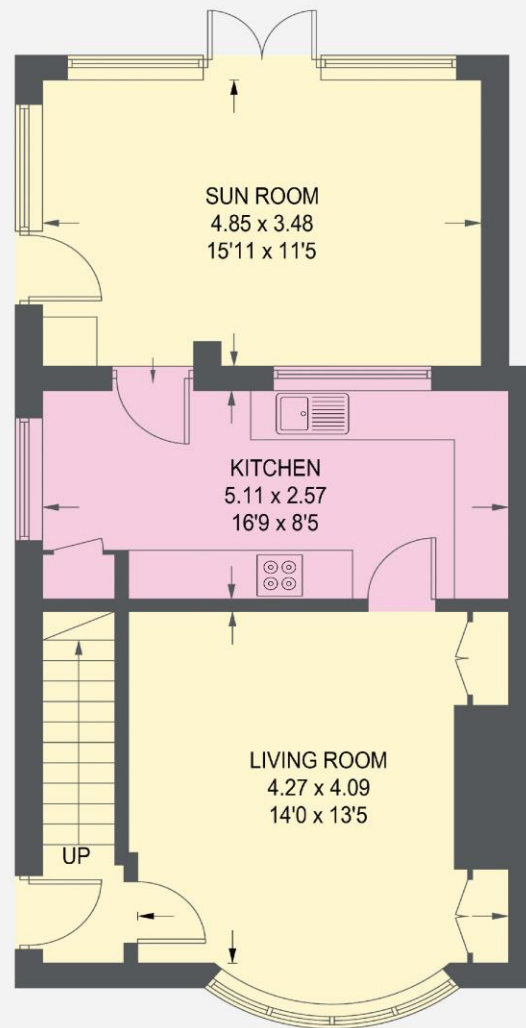 SUN ROOM
4.85 x 3.48
15'11 x 11'5
KITCHEN
5.11 x 2.57
16'9 x 8'5
LIVING ROOM
4.27 x 4.09
14'0 x 13'5
UP